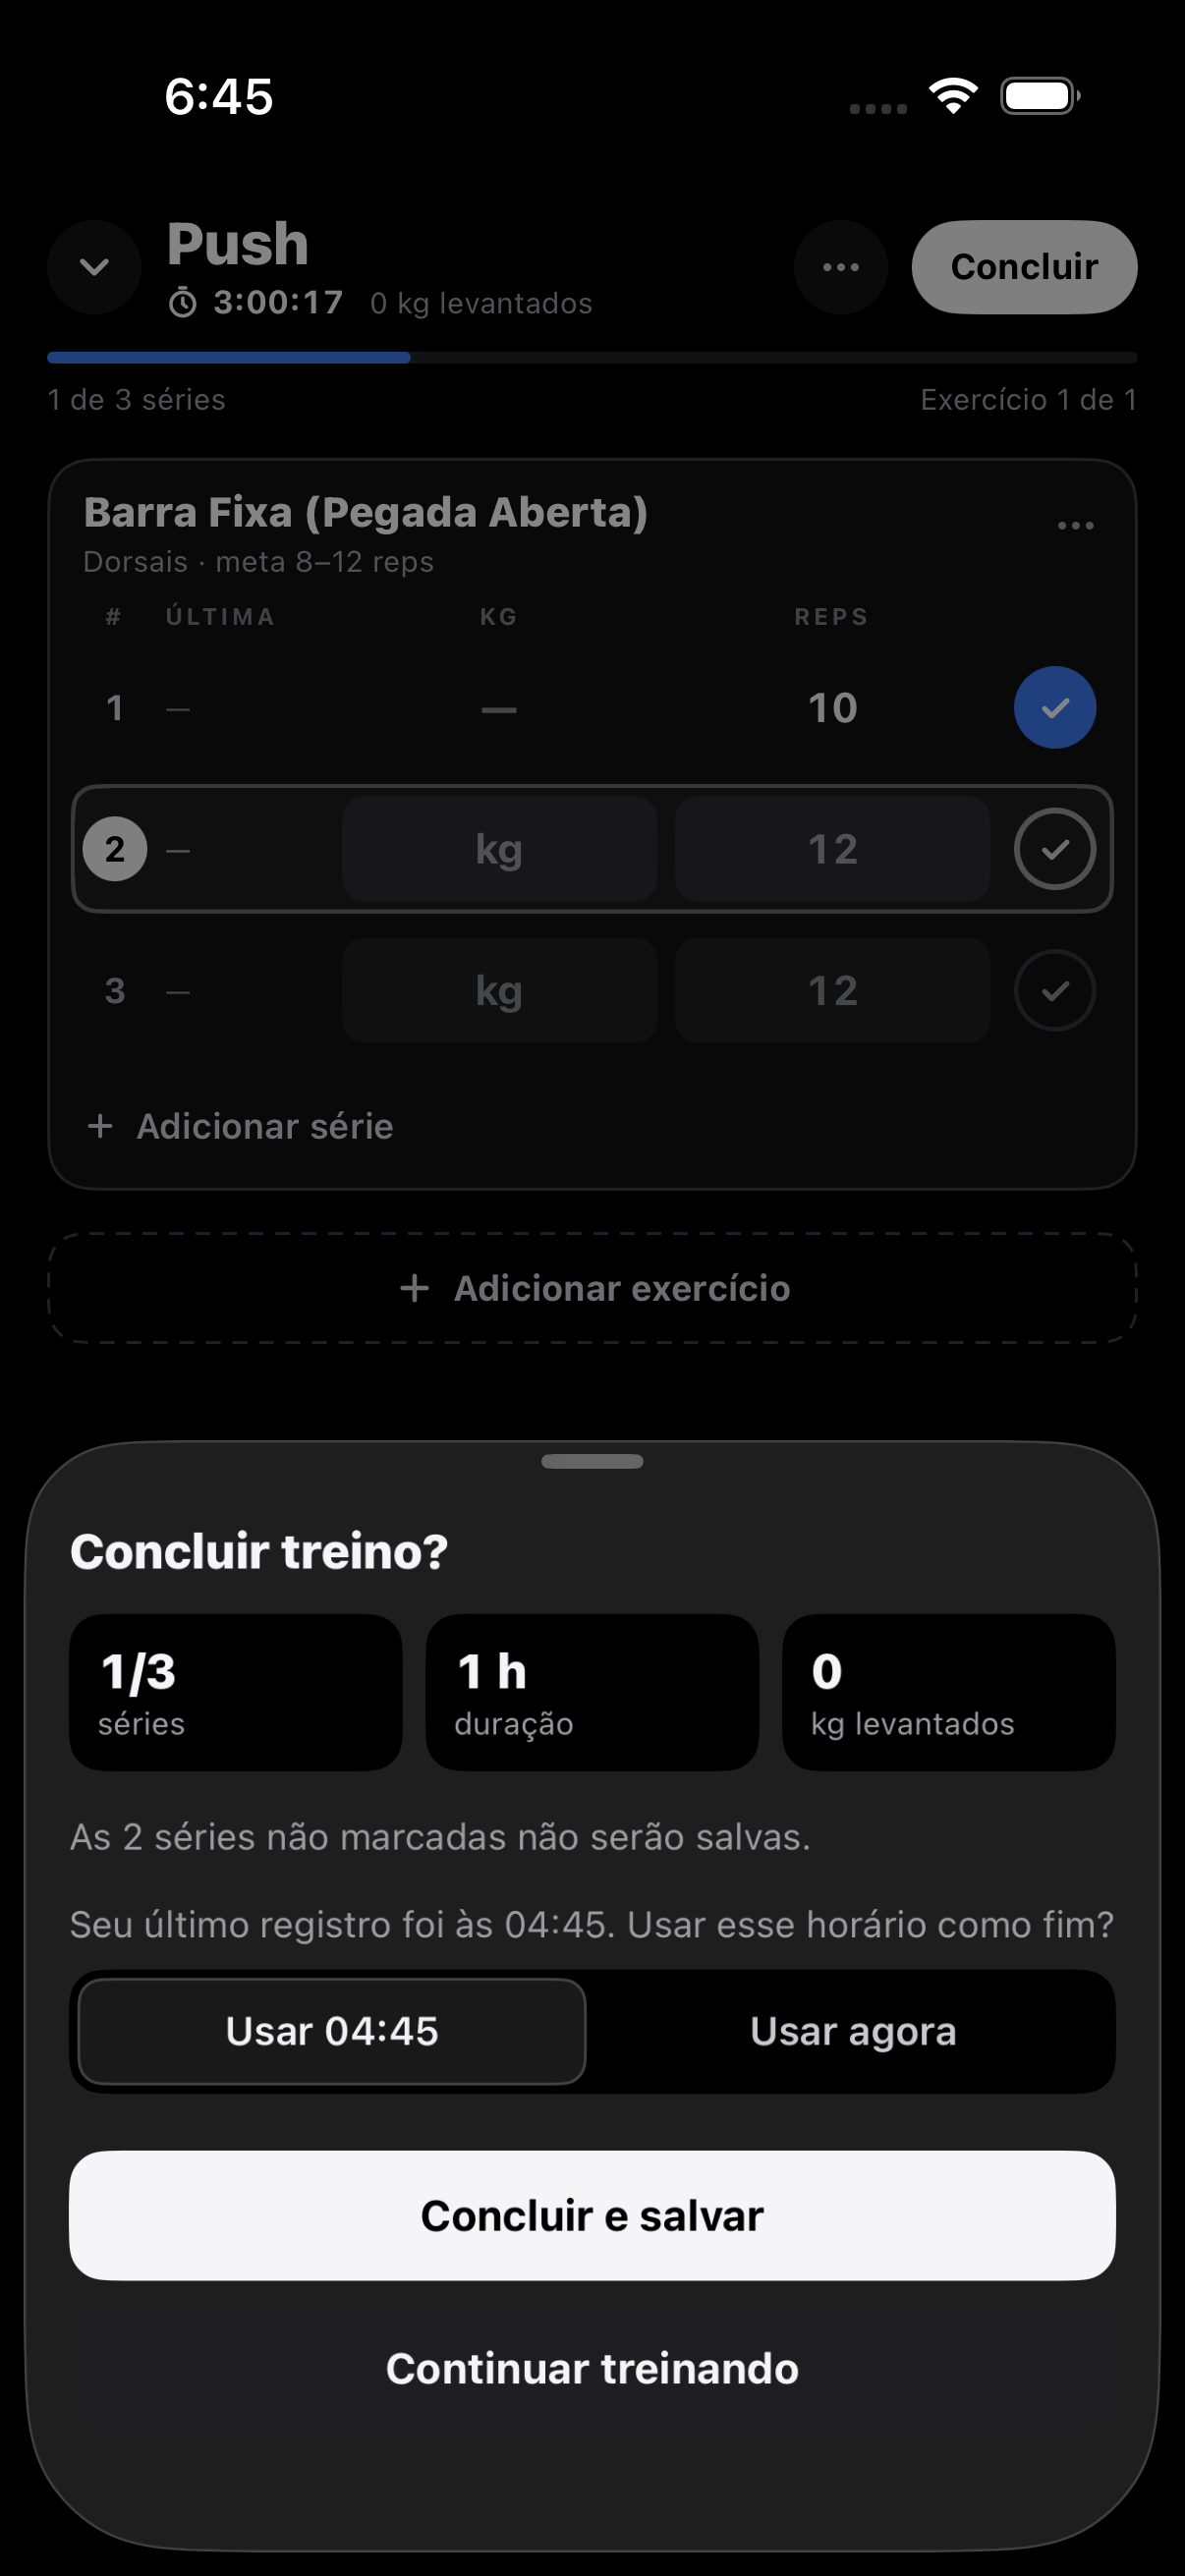 6:45
Push
Concluir
3:00:17 0 kg levantados
1 de 3 séries
Exercício 1 de 1
Barra Fixa (Pegada Aberta)
Dorsais · meta 8–12 reps
# ÚLTIMA KG REPS
1 — — 10
2 — kg 12
3 — kg 12
+ Adicionar série
+ Adicionar exercício
Concluir treino?
1/3
séries
1 h
duração
0
kg levantados
As 2 séries não marcadas não serão salvas.
Seu último registro foi às 04:45. Usar esse horário como fim?
Usar 04:45
Usar agora
Concluir e salvar
Continuar treinando